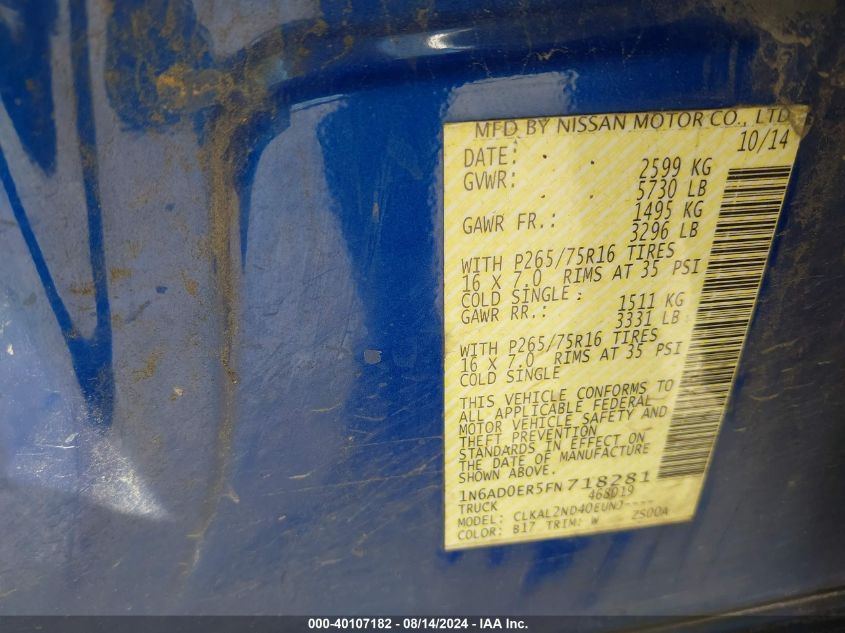 MFD BY NISSAN MOTOR CO., LTD
DATE: 10/14
GVWR: 2599 KG
5730 LB
GAWR FR.: 1495 KG
3296 LB
WITH P265/75R16 TIRES
16 X 7.0 RIMS AT 35 PSI
COLD SINGLE
GAWR RR.: 1511 KG
3331 LB
WITH P265/75R16 TIRES
16 X 7.0 RIMS AT 35 PSI
COLD SINGLE
THIS VEHICLE CONFORMS TO
ALL APPLICABLE FEDERAL
MOTOR VEHICLE SAFETY AND
THEFT PREVENTION
STANDARDS IN EFFECT ON
THE DATE OF MANUFACTURE
SHOWN ABOVE.
1N6AD0ER5FN718281
TRUCK 468019
MODEL: CLKAL2ND40EUNJ----
COLOR: B17 TRIM: W 2S00A
000-40107182 - 08/14/2024 - IAA Inc.